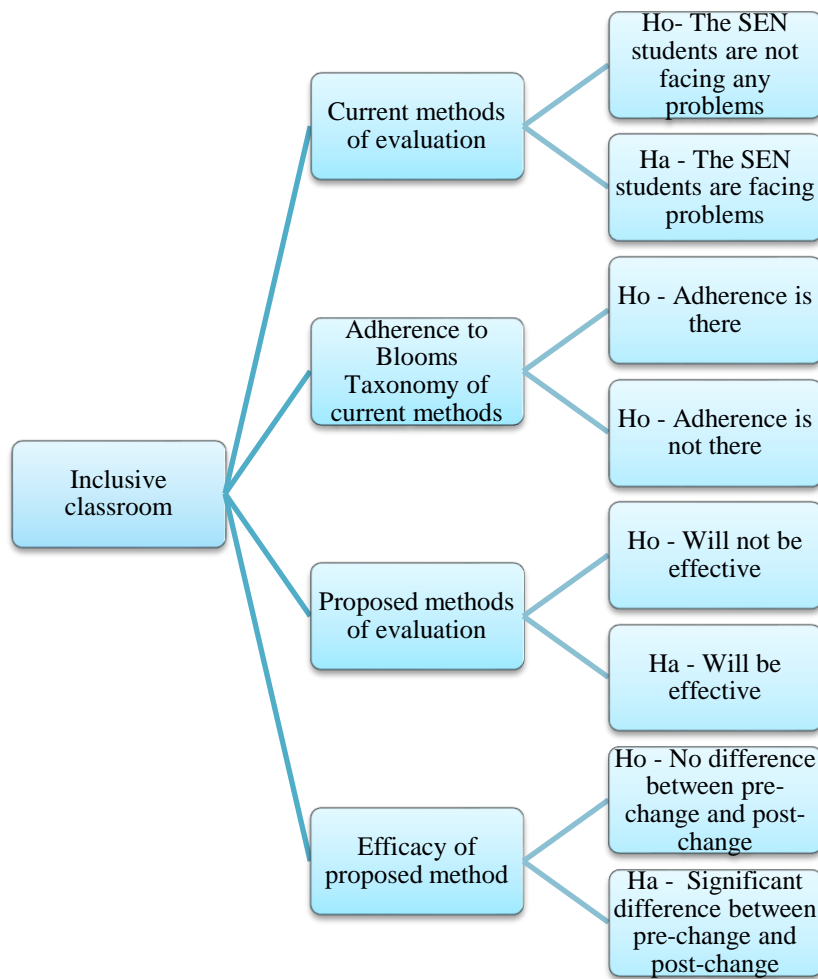 Inclusive
classroom
Current methods
of evaluation
Ho- The SEN
students are not
facing any
problems
Ha - The SEN
students are facing
problems
Adherence to
Blooms
Taxonomy of
current methods
Ho - Adherence is
there
Ho - Adherence is
not there
Proposed methods
of evaluation
Ho - Will not be
effective
Ha - Will be
effective
Efficacy of
proposed method
Ho - No difference
between pre-
change and post-
change
Ha -  Significant
difference between
pre-change and
post-change